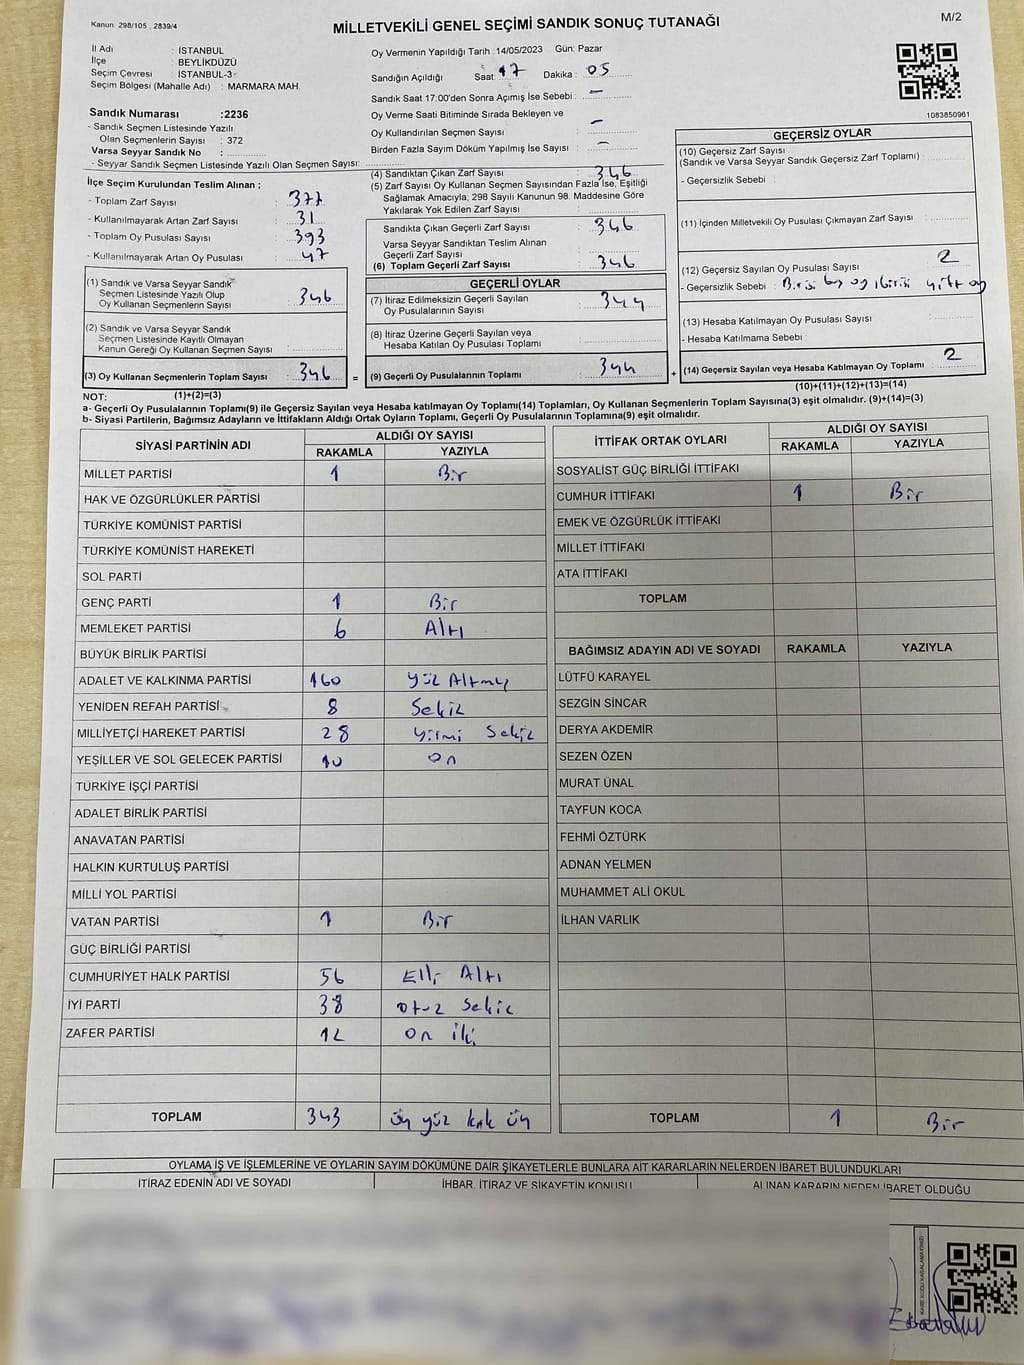 Kanun: 298/105 , 2839/4
MİLLETVEKİLİ GENEL SEÇİMİ SANDIK SONUÇ TUTANAĞI
M/2
İl Adı : İSTANBUL
İlçe : BEYLİKDÜZÜ
Seçim Çevresi : İSTANBUL-3
Seçim Bölgesi (Mahalle Adı) : MARMARA MAH.
Oy Vermenin Yapıldığı Tarih :14/05/2023 Gün: Pazar
Sandığın Açıldığı Saat 17 Dakika : 05
Sandık Saat 17:00'den Sonra Açımış İse Sebebi : –
Oy Verme Saati Bitiminde Sırada Bekleyen ve
Oy Kullandırılan Seçmen Sayısı : –
Birden Fazla Sayım Döküm Yapılmış İse Sayısı : –
1083850961
Sandık Numarası :2236
- Sandık Seçmen Listesinde Yazılı
Olan Seçmenlerin Sayısı : 372
Varsa Seyyar Sandık No :
- Seyyar Sandık Seçmen Listesinde Yazılı Olan Seçmen Sayısı:
İlçe Seçim Kurulundan Teslim Alınan ;
- Toplam Zarf Sayısı : 377
- Kullanılmayarak Artan Zarf Sayısı : 31
- Toplam Oy Pusulası Sayısı : 393
- Kullanılmayarak Artan Oy Pusulası : 47
(1) Sandık ve Varsa Seyyar Sandık
Seçmen Listesinde Yazılı Olup
Oy Kullanan Seçmenlerin Sayısı : 346
(2) Sandık ve Varsa Seyyar Sandık
Seçmen Listesinde Kayıtlı Olmayan
Kanun Gereği Oy Kullanan Seçmen Sayısı :
(3) Oy Kullanan Seçmenlerin Toplam Sayısı : 346 =
(4) Sandıktan Çıkan Zarf Sayısı : 346
(5) Zarf Sayısı Oy Kullanan Seçmen Sayısından Fazla İse, Eşitliği
Sağlamak Amacıyla, 298 Sayılı Kanunun 98. Maddesine Göre
Yakılarak Yok Edilen Zarf Sayısı :
Sandıkta Çıkan Geçerli Zarf Sayısı : 346
Varsa Seyyar Sandıktan Teslim Alınan
Geçerli Zarf Sayısı :
(6) Toplam Geçerli Zarf Sayısı : 346
GEÇERLİ OYLAR
(7) İtiraz Edilmeksizin Geçerli Sayılan
Oy Pusulalarının Sayısı : 344
(8) İtiraz Üzerine Geçerli Sayılan veya
Hesaba Katılan Oy Pusulası Toplamı :
(9) Geçerli Oy Pusulalarının Toplamı : 344 +
GEÇERSİZ OYLAR
(10) Geçersiz Zarf Sayısı
(Sandık ve Varsa Seyyar Sandık Geçersiz Zarf Toplamı) :
- Geçersizlik Sebebi :
(11) İçinden Milletvekili Oy Pusulası Çıkmayan Zarf Sayısı :
(12) Geçersiz Sayılan Oy Pusulası Sayısı : 2
- Geçersizlik Sebebi : Birisi boş oy ibirisi yırtık oy
(13) Hesaba Katılmayan Oy Pusulası Sayısı :
- Hesaba Katılmama Sebebi :
(14) Geçersiz Sayılan veya Hesaba Katılmayan Oy Toplamı : 2
NOT: (1)+(2)=(3)
(10)+(11)+(12)+(13)=(14)
a- Geçerli Oy Pusulalarının Toplamı(9) ile Geçersiz Sayılan veya Hesaba katılmayan Oy Toplamı(14) Toplamları, Oy Kullanan Seçmenlerin Toplam Sayısına(3) eşit olmalıdır. (9)+(14)=(3)
b- Siyasi Partilerin, Bağımsız Adayların ve İttifakların Aldığı Ortak Oyların Toplamı, Geçerli Oy Pusulalarının Toplamına(9) eşit olmalıdır.
SİYASİ PARTİNİN ADI
ALDIĞI OY SAYISI
RAKAMLA YAZIYLA
MİLLET PARTİSİ 1 Bir
HAK VE ÖZGÜRLÜKLER PARTİSİ
TÜRKİYE KOMÜNİST PARTİSİ
TÜRKİYE KOMÜNİST HAREKETİ
SOL PARTİ
GENÇ PARTİ 1 Bir
MEMLEKET PARTİSİ 6 Altı
BÜYÜK BİRLİK PARTİSİ
ADALET VE KALKINMA PARTİSİ 160 Yüz Altmış
YENİDEN REFAH PARTİSİ 8 Sekiz
MİLLİYETÇİ HAREKET PARTİSİ 28 Yirmi Sekiz
YEŞİLLER VE SOL GELECEK PARTİSİ 10 On
TÜRKİYE İŞÇİ PARTİSİ
ADALET BİRLİK PARTİSİ
ANAVATAN PARTİSİ
HALKIN KURTULUŞ PARTİSİ
MİLLİ YOL PARTİSİ
VATAN PARTİSİ 1 Bir
GÜÇ BİRLİĞİ PARTİSİ
CUMHURİYET HALK PARTİSİ 56 Elli Altı
İYİ PARTİ 38 Otuz Sekiz
ZAFER PARTİSİ 12 On iki
TOPLAM 343 üç yüz kırk üç
İTTİFAK ORTAK OYLARI
ALDIĞI OY SAYISI
RAKAMLA YAZIYLA
SOSYALİST GÜÇ BİRLİĞİ İTTİFAKI
CUMHUR İTTİFAKI 1 Bir
EMEK VE ÖZGÜRLÜK İTTİFAKI
MİLLET İTTİFAKI
ATA İTTİFAKI
TOPLAM
BAĞIMSIZ ADAYIN ADI VE SOYADI RAKAMLA YAZIYLA
LÜTFÜ KARAYEL
SEZGİN SİNCAR
DERYA AKDEMİR
SEZEN ÖZEN
MURAT ÜNAL
TAYFUN KOCA
FEHMİ ÖZTÜRK
ADNAN YELMEN
MUHAMMET ALİ OKUL
İLHAN VARLIK
TOPLAM 1 Bir
OYLAMA İŞ VE İŞLEMLERİNE VE OYLARIN SAYIM DÖKÜMÜNE DAİR ŞİKAYETLERLE BUNLARA AİT KARARLARIN NELERDEN İBARET BULUNDUKLARI
İTİRAZ EDENİN ADI VE SOYADI İHBAR, İTİRAZ VE ŞİKAYETİN KONUSU ALINAN KARARIN NEDEN İBARET OLDUĞU